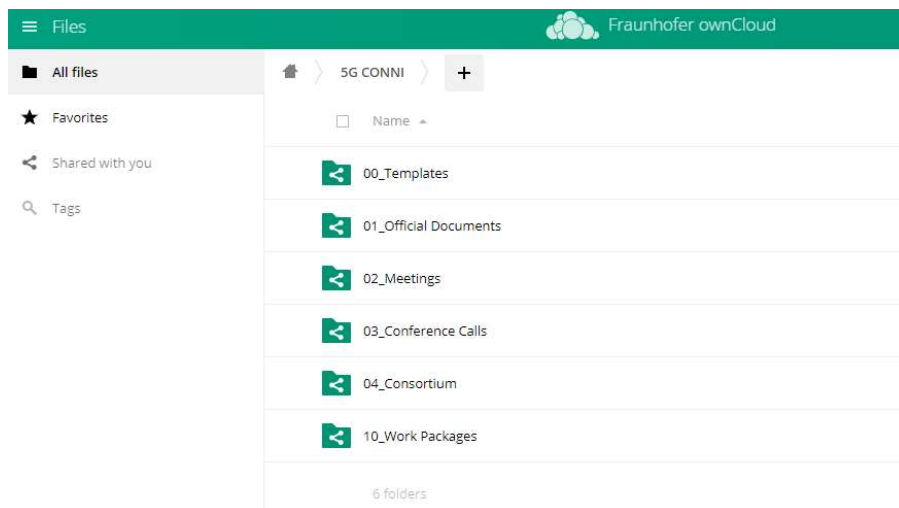 Files
Fraunhofer ownCloud
All files
Favorites
Shared with you
Tags
5G CONNI
+
Name
00_Templates
01_Official Documents
02_Meetings
03_Conference Calls
04_Consortium
10_Work Packages
6 folders